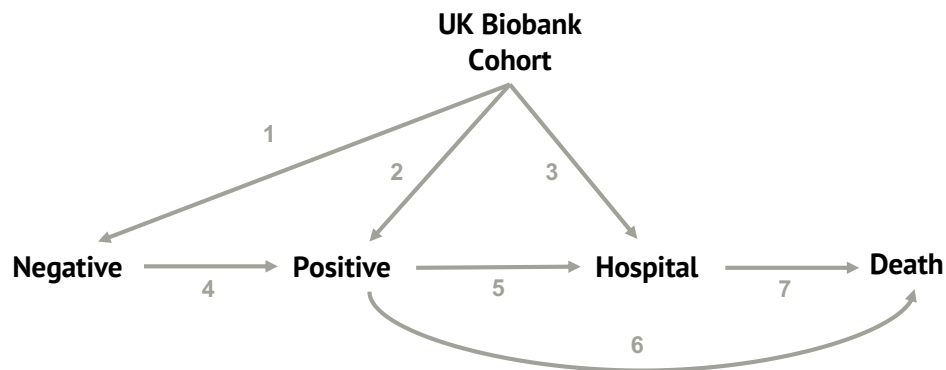 UK Biobank
Cohort
1
2
3
Negative
Positive
Hospital
Death
4
5
7
6